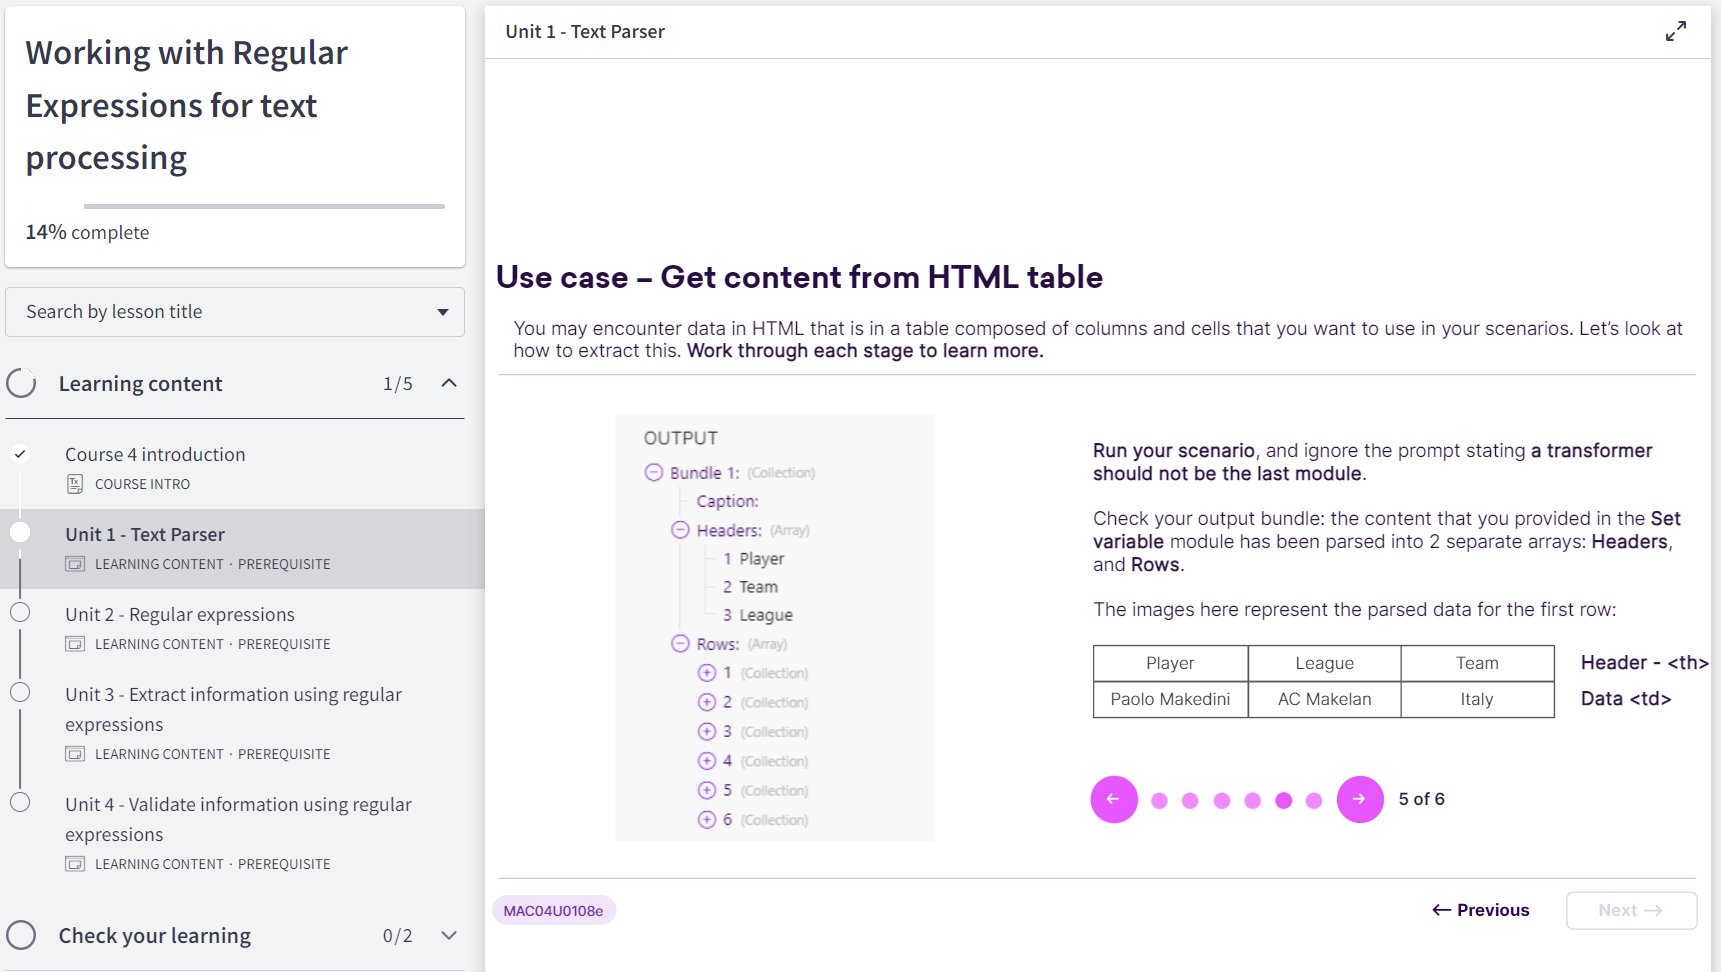 Working with Regular
Expressions for text
processing
14% complete
Search by lesson title
Learning content 1/5
Course 4 introduction
COURSE INTRO
Unit 1 - Text Parser
LEARNING CONTENT · PREREQUISITE
Unit 2 - Regular expressions
LEARNING CONTENT · PREREQUISITE
Unit 3 - Extract information using regular
expressions
LEARNING CONTENT · PREREQUISITE
Unit 4 - Validate information using regular
expressions
LEARNING CONTENT · PREREQUISITE
Check your learning 0/2
Unit 1 - Text Parser
Use case – Get content from HTML table
You may encounter data in HTML that is in a table composed of columns and cells that you want to use in your scenarios. Let's look at
how to extract this. Work through each stage to learn more.
OUTPUT
Bundle 1: (Collection)
Caption:
Headers: (Array)
1 Player
2 Team
3 League
Rows: (Array)
1 (Collection)
2 (Collection)
3 (Collection)
4 (Collection)
5 (Collection)
6 (Collection)
Run your scenario, and ignore the prompt stating a transformer
should not be the last module.
Check your output bundle: the content that you provided in the Set
variable module has been parsed into 2 separate arrays: Headers,
and Rows.
The images here represent the parsed data for the first row:
Player League Team Header - <th>
Paolo Makedini AC Makelan Italy Data <td>
5 of 6
MAC04U0108e
← Previous
Next →